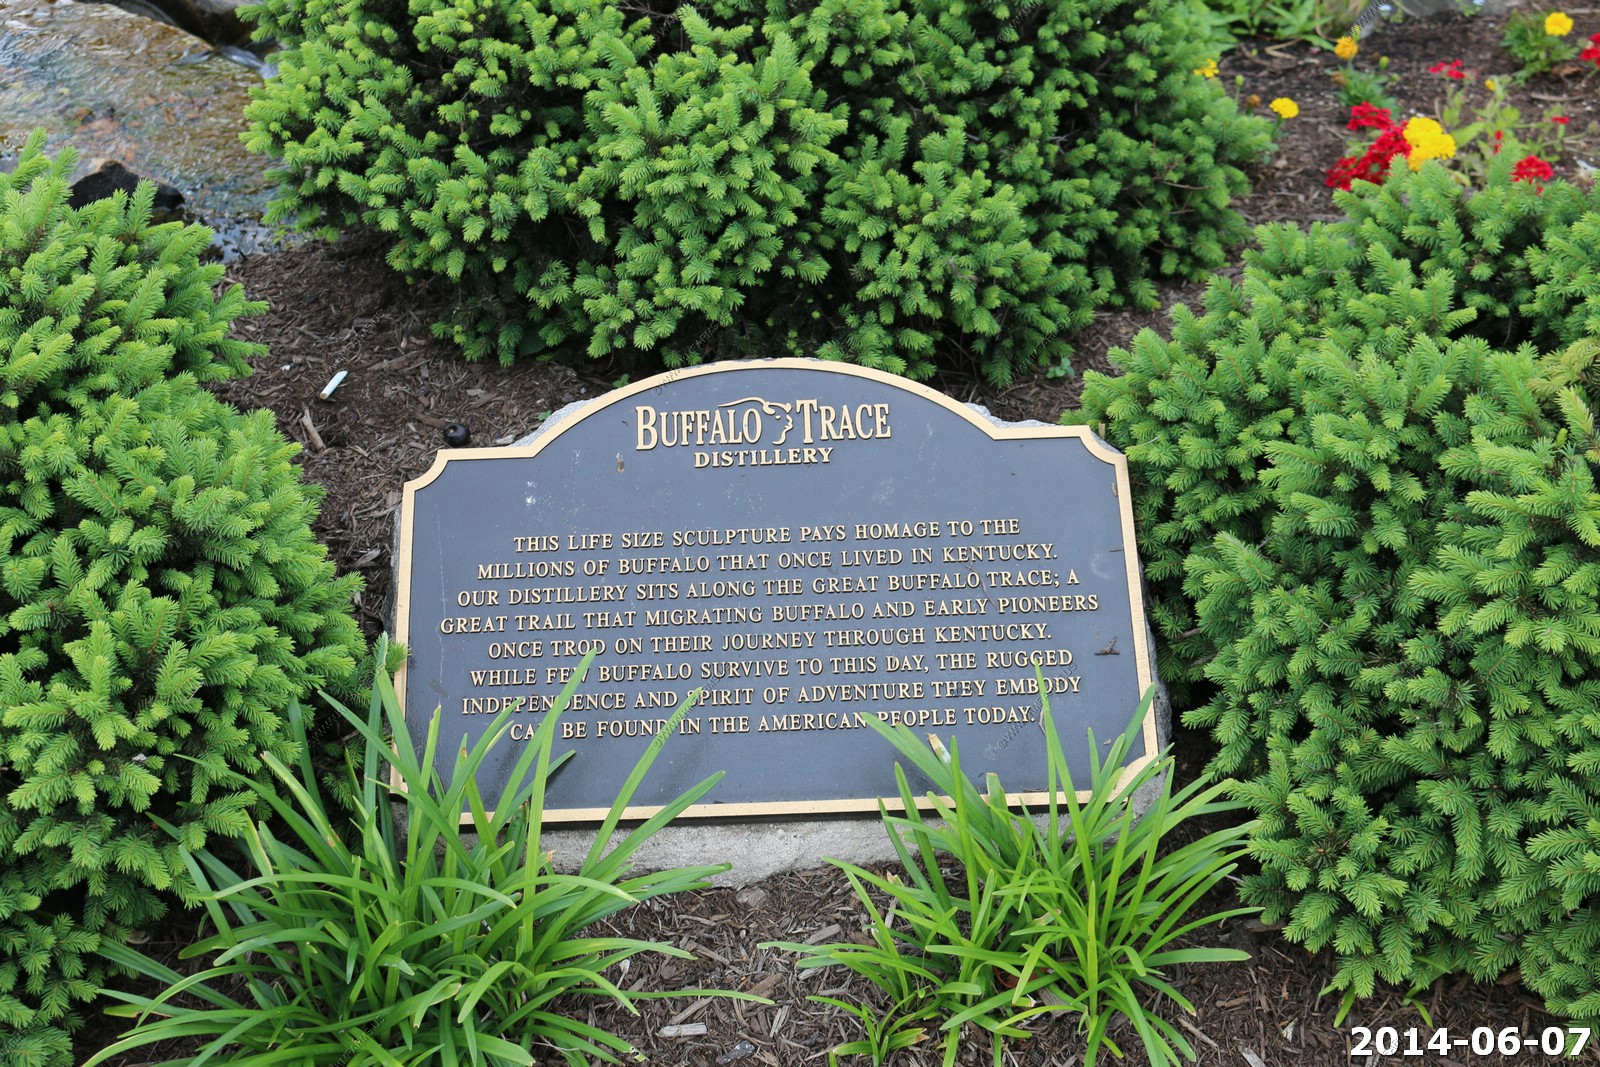 BUFFALO TRACE
DISTILLERY
THIS LIFE SIZE SCULPTURE PAYS HOMAGE TO THE
MILLIONS OF BUFFALO THAT ONCE LIVED IN KENTUCKY.
OUR DISTILLERY SITS ALONG THE GREAT BUFFALO TRACE; A
GREAT TRAIL THAT MIGRATING BUFFALO AND EARLY PIONEERS
ONCE TROD ON THEIR JOURNEY THROUGH KENTUCKY.
WHILE FEW BUFFALO SURVIVE TO THIS DAY, THE RUGGED
INDEPENDENCE AND SPIRIT OF ADVENTURE THEY EMBODY
CAN BE FOUND IN THE AMERICAN PEOPLE TODAY.
2014-06-07